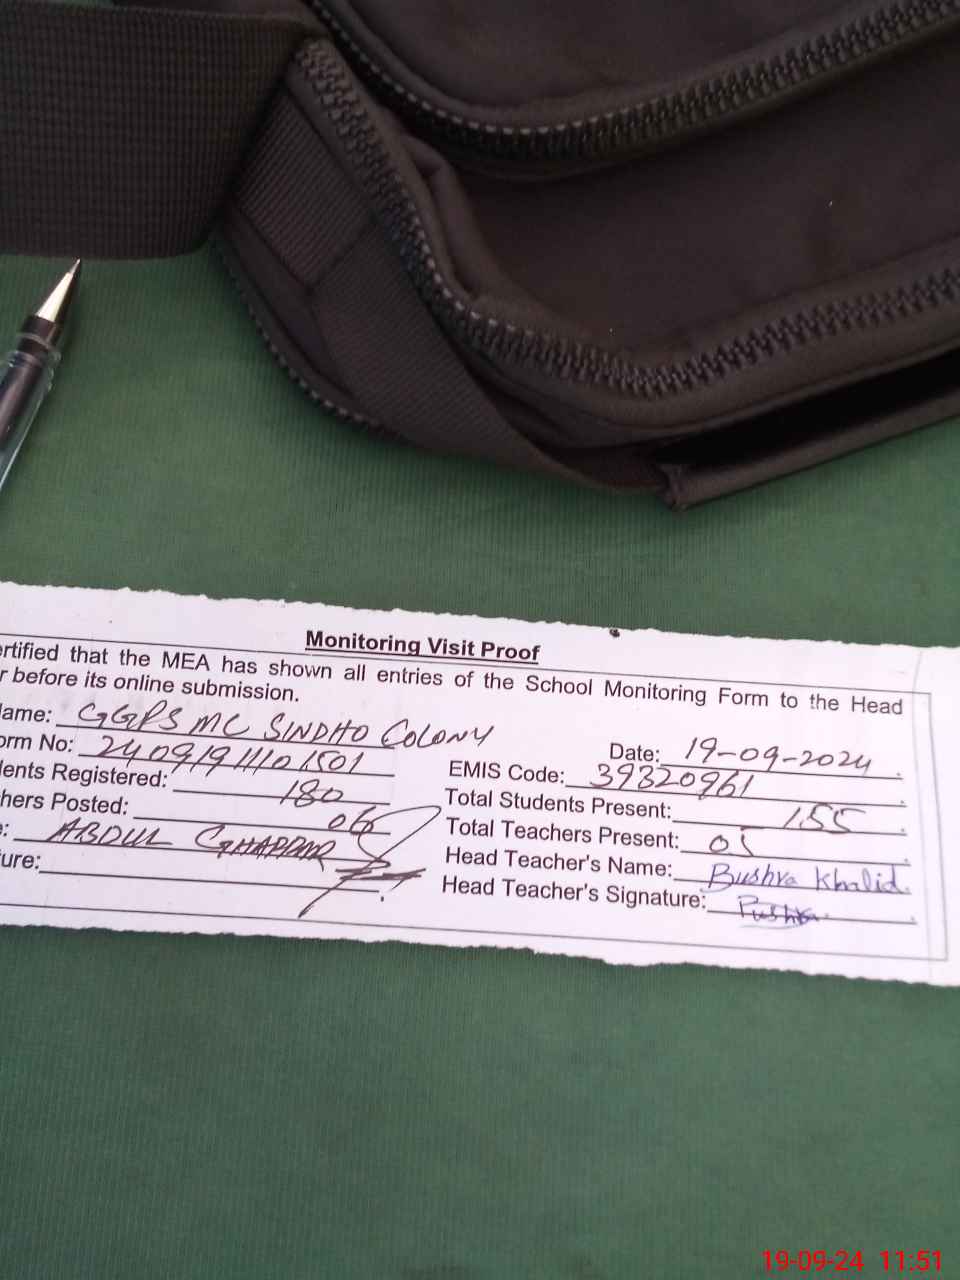 Monitoring Visit Proof
ertified that the MEA has shown all entries of the School Monitoring Form to the Head
r before its online submission.
Name: GGPS MC SINDHO COLONY Date: 19-09-2024
orm No: EMIS Code: 39320961
dents Registered: 180 Total Students Present: 155
hers Posted: 06 Total Teachers Present: 05
e: ABDUL GHAFFAR Head Teacher's Name: Bushra Khalid
ure: Head Teacher's Signature:
19-09-24 11:51